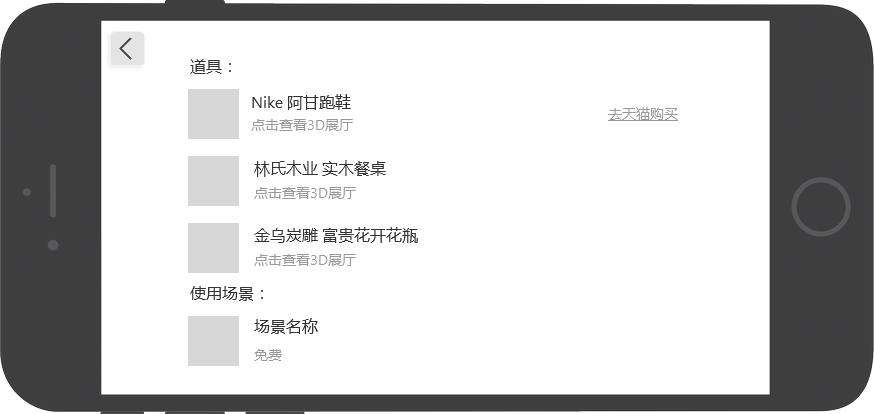 道具：
Nike 阿甘跑鞋
点击查看3D展厅
去天猫购买
林氏木业 实木餐桌
点击查看3D展厅
金乌炭雕 富贵花开花瓶
点击查看3D展厅
使用场景：
场景名称
免费